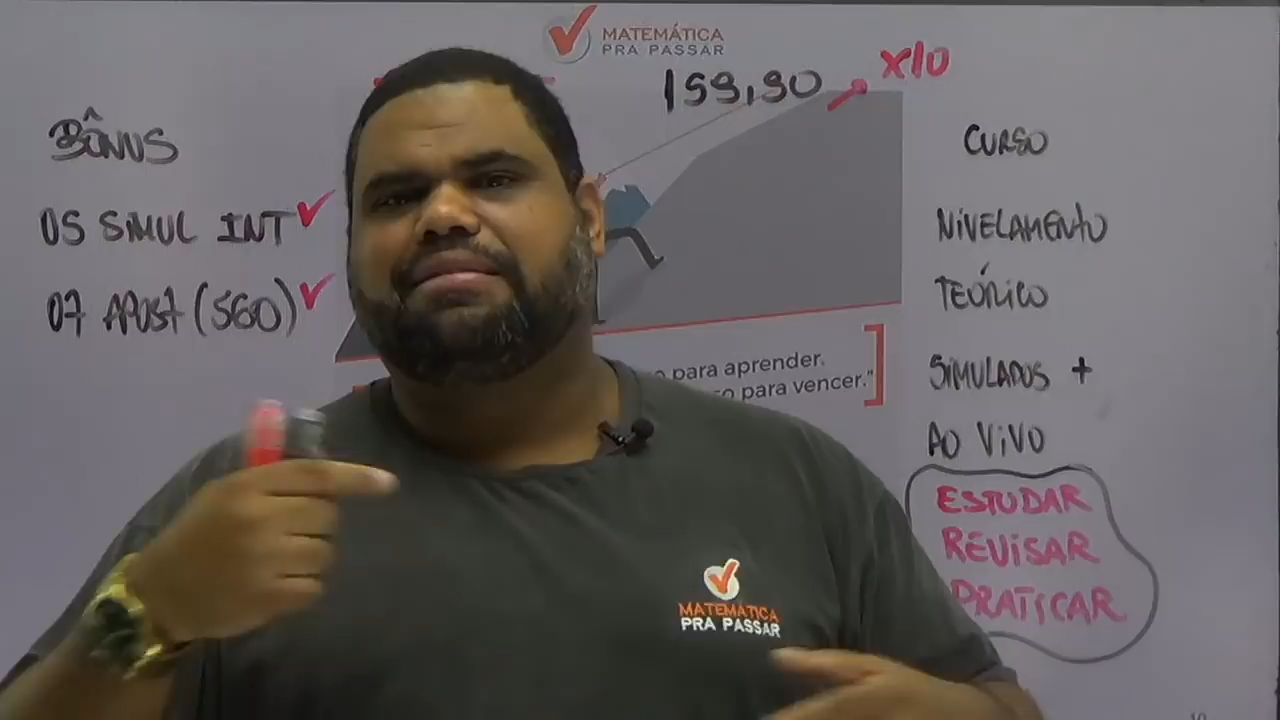 MATEMÁTICA
PRA PASSAR
159,90
X10
BÔNUS
05 SIMUL INT
07 APOST (560)
CURSO
NIVELAMENTO
TEÓRICO
SIMULADOS +
AO VIVO
ESTUDAR
REVISAR
PRATICAR
para aprender.
para vencer."
MATEMÁTICA
PRA PASSAR